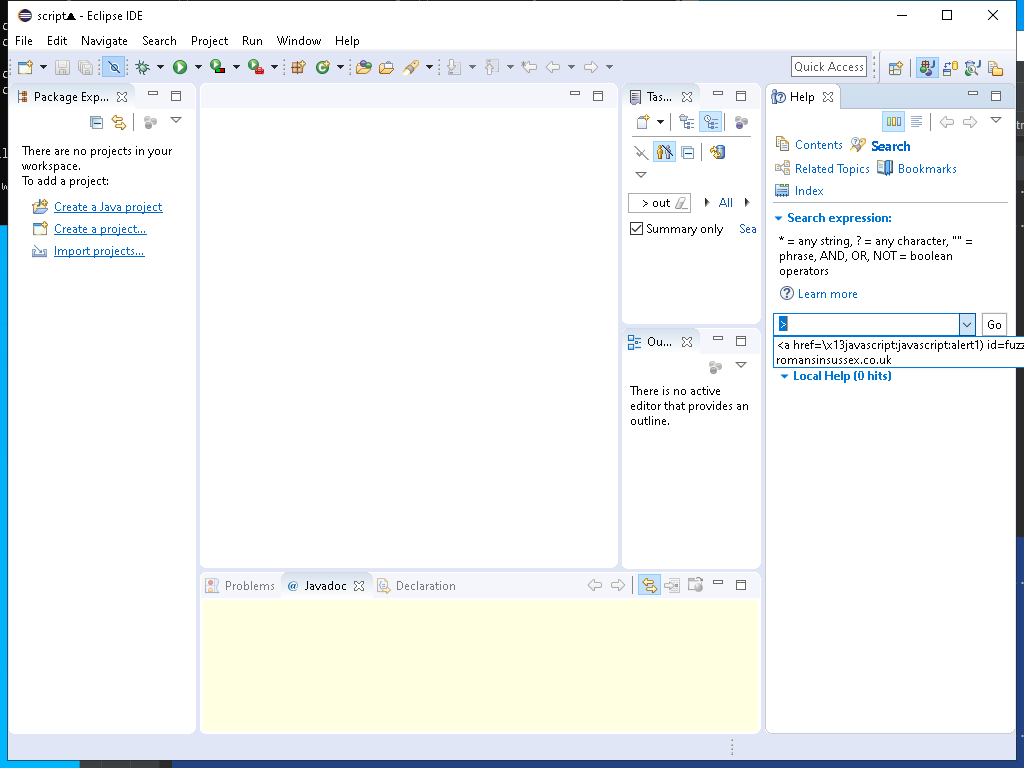 script▲ - Eclipse IDE
File Edit Navigate Search Project Run Window Help
Quick Access
Package Exp...
There are no projects in your
workspace.
To add a project:
Create a Java project
Create a project...
Import projects...
Tas...
> out
All
Summary only
Sea
Ou...
There is no active
editor that provides an
outline.
Help
Contents
Search
Related Topics
Bookmarks
Index
Search expression:
* = any string, ? = any character, "" =
phrase, AND, OR, NOT = boolean
operators
Learn more
>
Go
<a href=\x13javascript:javascript:alert1) id=fuzz
romansinsussex.co.uk
Local Help (0 hits)
Problems
@ Javadoc
Declaration